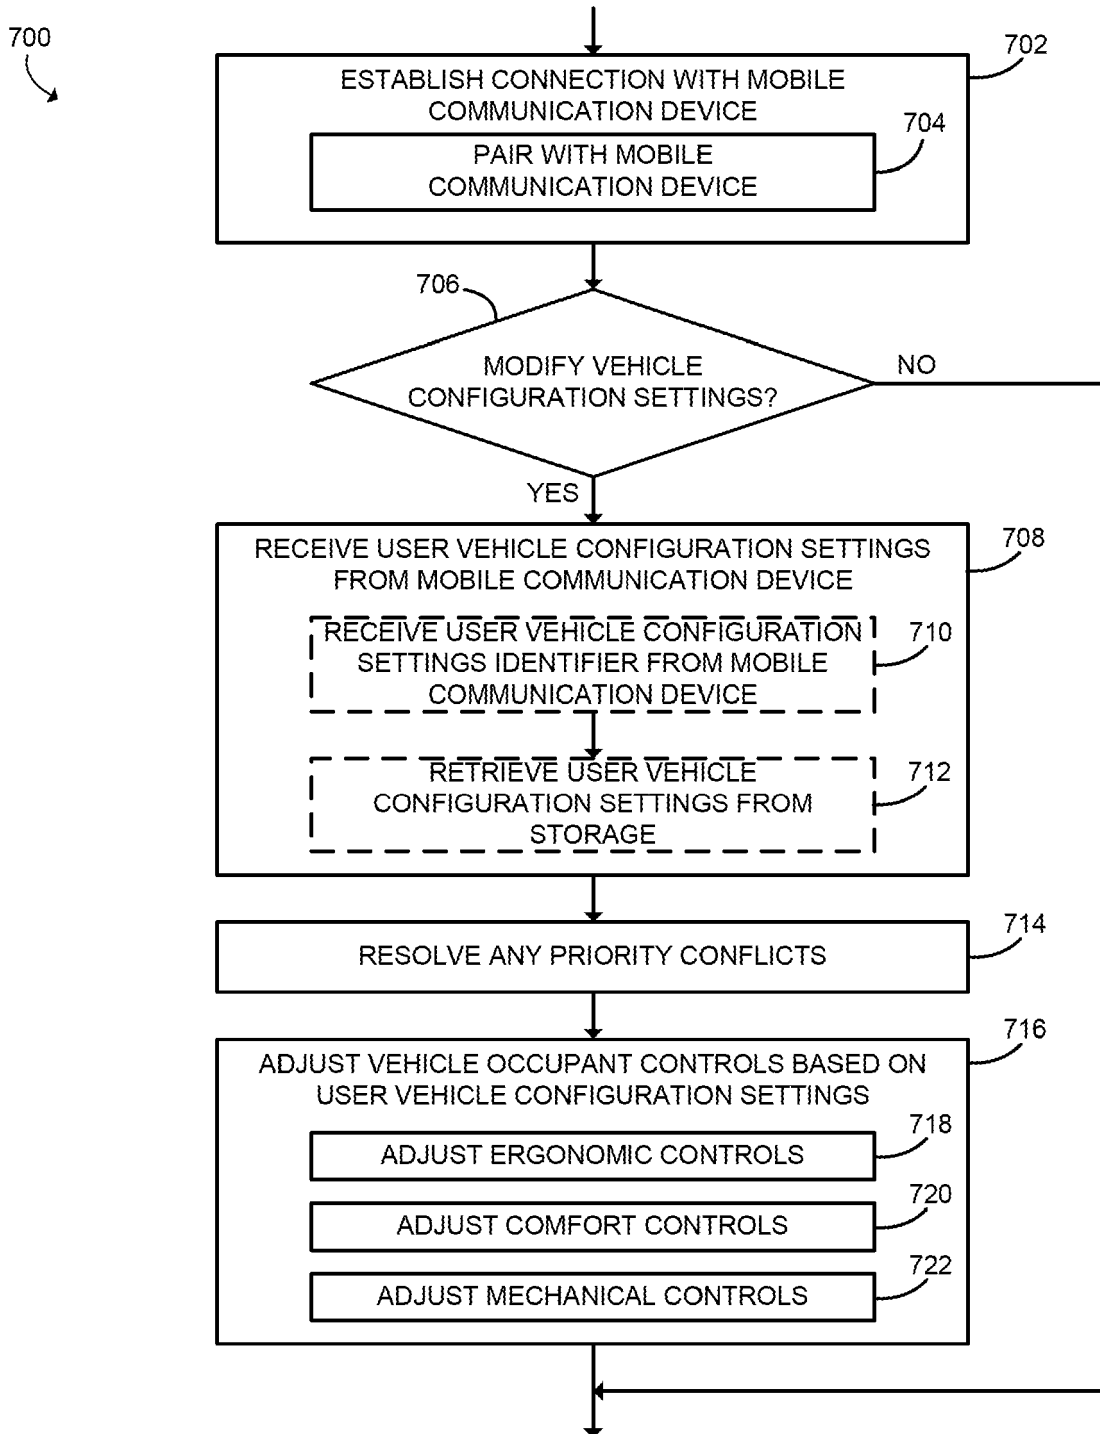 700
702
ESTABLISH CONNECTION WITH MOBILE
COMMUNICATION DEVICE
704
PAIR WITH MOBILE
COMMUNICATION DEVICE
706
MODIFY VEHICLE
CONFIGURATION SETTINGS?
NO
YES
708
RECEIVE USER VEHICLE CONFIGURATION SETTINGS
FROM MOBILE COMMUNICATION DEVICE
710
RECEIVE USER VEHICLE CONFIGURATION
SETTINGS IDENTIFIER FROM MOBILE
COMMUNICATION DEVICE
712
RETRIEVE USER VEHICLE
CONFIGURATION SETTINGS FROM
STORAGE
714
RESOLVE ANY PRIORITY CONFLICTS
716
ADJUST VEHICLE OCCUPANT CONTROLS BASED ON
USER VEHICLE CONFIGURATION SETTINGS
718
ADJUST ERGONOMIC CONTROLS
720
ADJUST COMFORT CONTROLS
722
ADJUST MECHANICAL CONTROLS